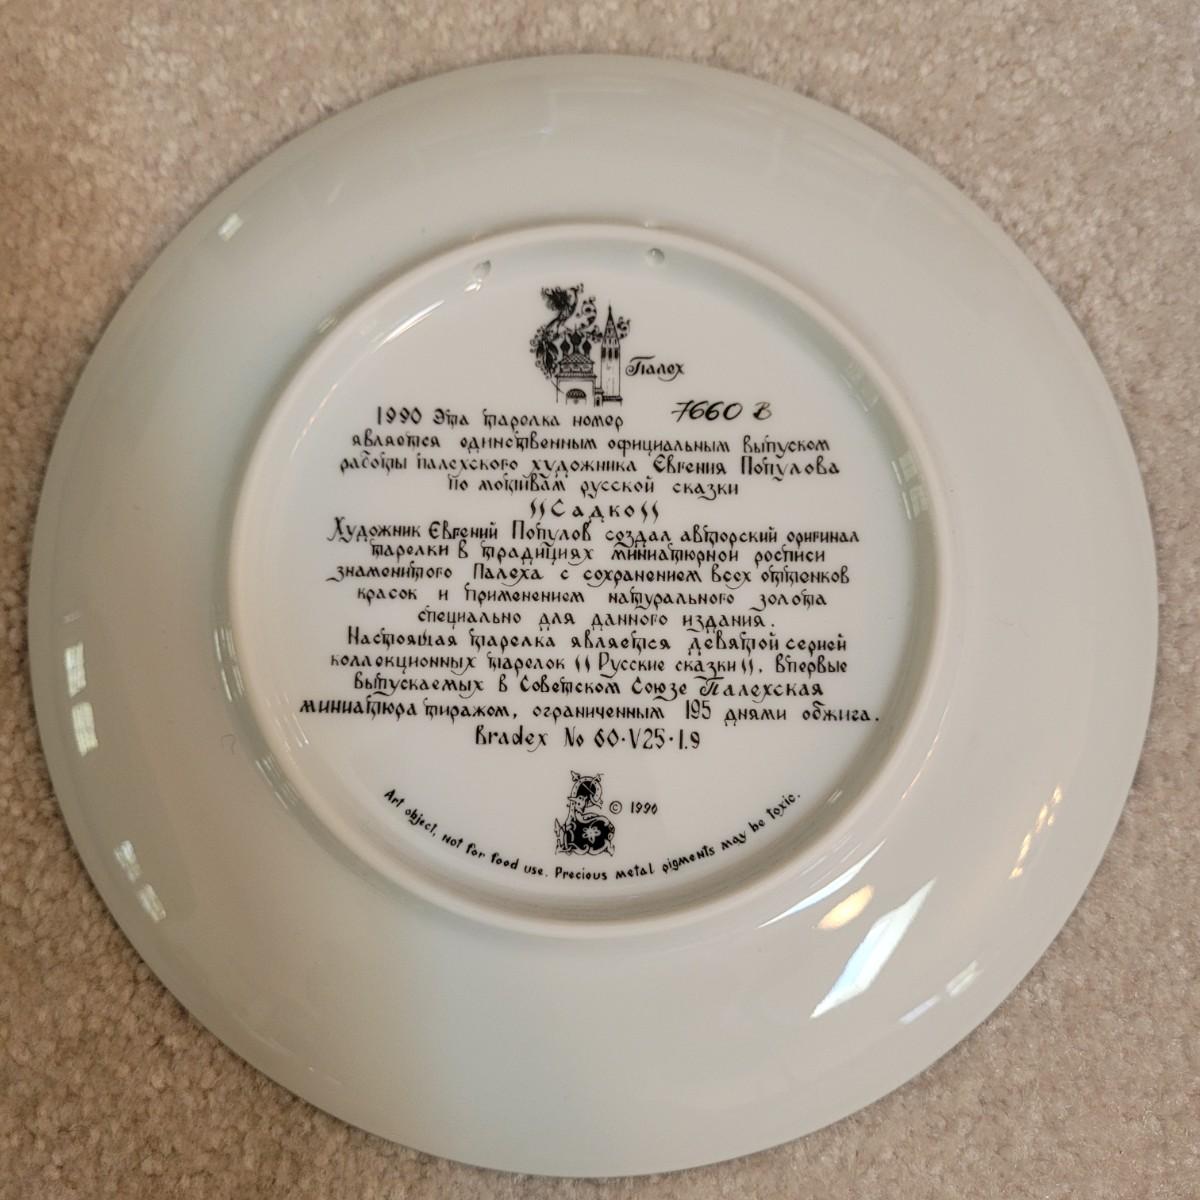 Палех
1990 Эта тарелка номер 7660 В
является единственным официальным выпуском
работы палехского художника Евгения Популова
по мотивам русской сказки
"Садко"
Художник Евгений Популов создал авторский оригинал
тарелки в традициях миниатюрной росписи
знаменитого Палеха с сохранением всех оттенков
красок и применением натурального золота
специально для данного издания.
Настоящая тарелка является девятой серией
коллекционных тарелок "Русские сказки". Впервые
выпускаемых в Советском Союзе Палехская
миниатюра тиражом, ограниченным 195 днями обжига.
Bradex No 60·V25·1.9
© 1990
Art object, not for food use. Precious metal pigments may be toxic.